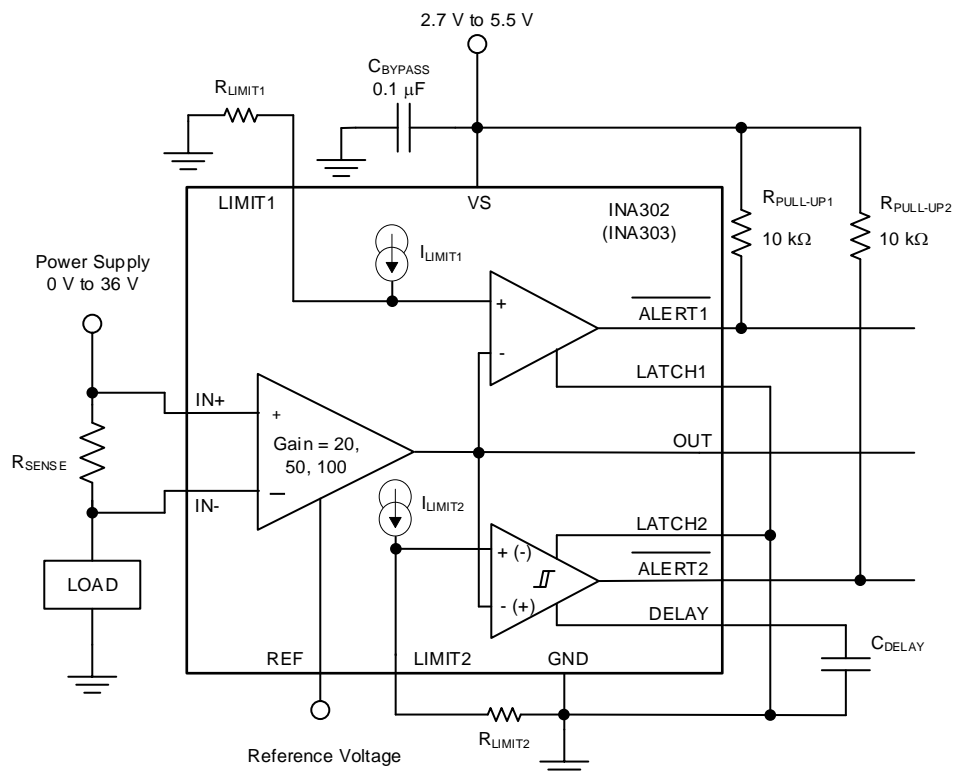 2.7 V to 5.5 V
CBYPASS
0.1 μF
RLIMIT1
LIMIT1
VS
INA302
(INA303)
RPULL-UP1
10 kΩ
RPULL-UP2
10 kΩ
Power Supply
0 V to 36 V
ILIMIT1
+
-
ALERT1
LATCH1
IN+
+
Gain = 20,
50, 100
OUT
RSENSE
IN-
–
ILIMIT2
LATCH2
+ (-)
ALERT2
- (+)
LOAD
DELAY
REF
LIMIT2
GND
CDELAY
RLIMIT2
Reference Voltage